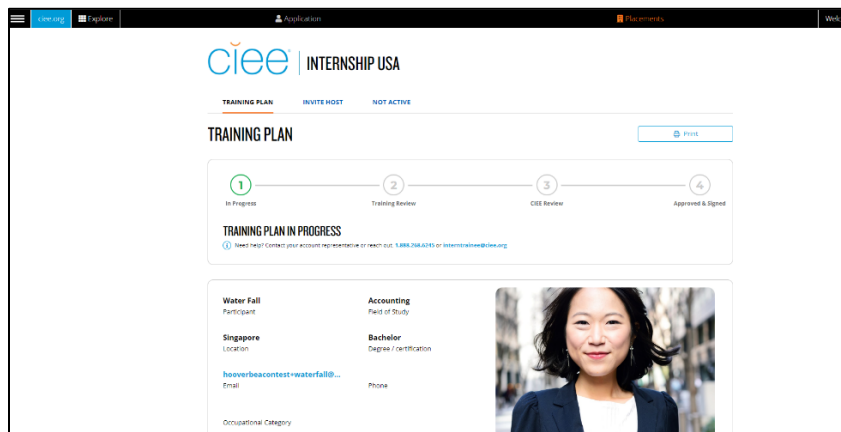 ciee.org Explore Application Placements Welc
ciee INTERNSHIP USA
TRAINING PLAN INVITE HOST NOT ACTIVE
TRAINING PLAN
Print
1 2 3 4
In Progress Training Review CIEE Review Approved & Signed
TRAINING PLAN IN PROGRESS
Need help? Contact your account representative or reach out 1.888.268.6245 or interntrainee@ciee.org
Water Fall Accounting
Participant Field of Study
Singapore Bachelor
Location Degree / certification
hooverbeacontest+waterfall@...
Email Phone
Occupational Category